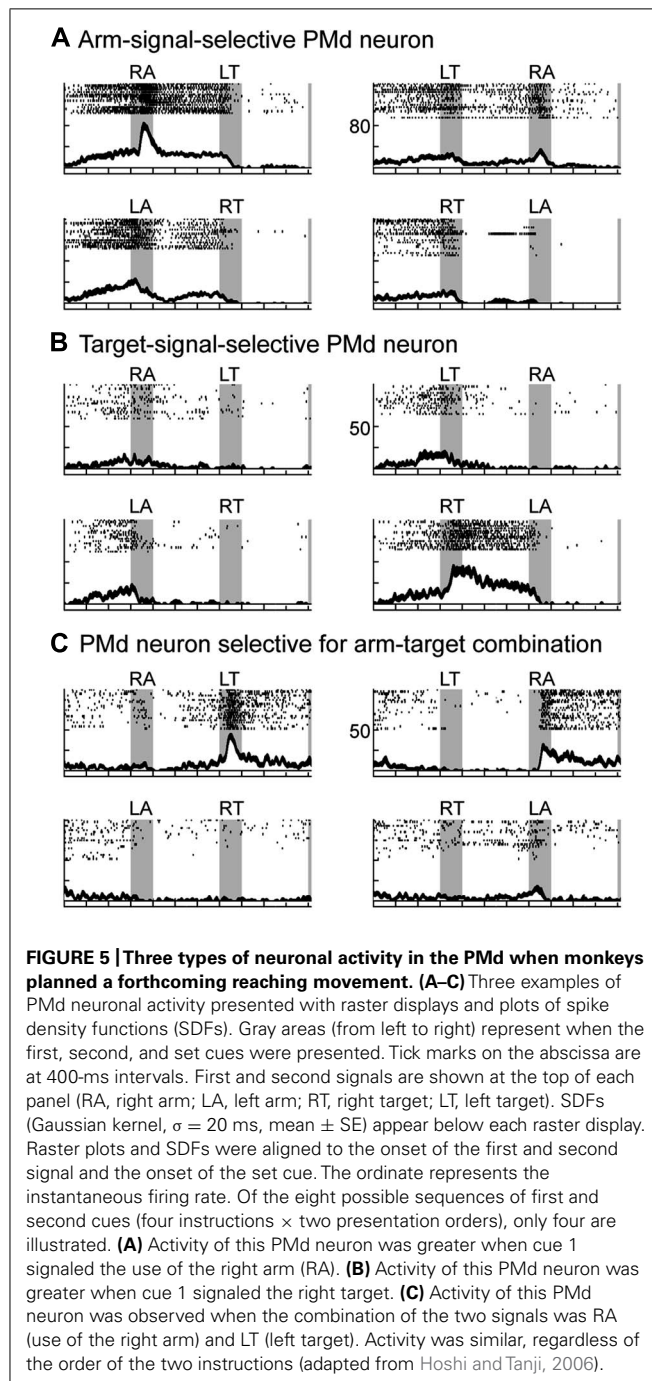 A Arm-signal-selective PMd neuron
RA LT LT RA
80
LA RT RT LA
B Target-signal-selective PMd neuron
RA LT LT RA
50
LA RT RT LA
C PMd neuron selective for arm-target combination
RA LT LT RA
50
LA RT RT LA
FIGURE 5 | Three types of neuronal activity in the PMd when monkeys
planned a forthcoming reaching movement. (A–C) Three examples of
PMd neuronal activity presented with raster displays and plots of spike
density functions (SDFs). Gray areas (from left to right) represent when the
first, second, and set cues were presented. Tick marks on the abscissa are
at 400-ms intervals. First and second signals are shown at the top of each
panel (RA, right arm; LA, left arm; RT, right target; LT, left target). SDFs
(Gaussian kernel, σ = 20 ms, mean ± SE) appear below each raster display.
Raster plots and SDFs were aligned to the onset of the first and second
signal and the onset of the set cue. The ordinate represents the
instantaneous firing rate. Of the eight possible sequences of first and
second cues (four instructions × two presentation orders), only four are
illustrated. (A) Activity of this PMd neuron was greater when cue 1
signaled the use of the right arm (RA). (B) Activity of this PMd neuron was
greater when cue 1 signaled the right target. (C) Activity of this PMd
neuron was observed when the combination of the two signals was RA
(use of the right arm) and LT (left target). Activity was similar, regardless of
the order of the two instructions (adapted from Hoshi and Tanji, 2006).